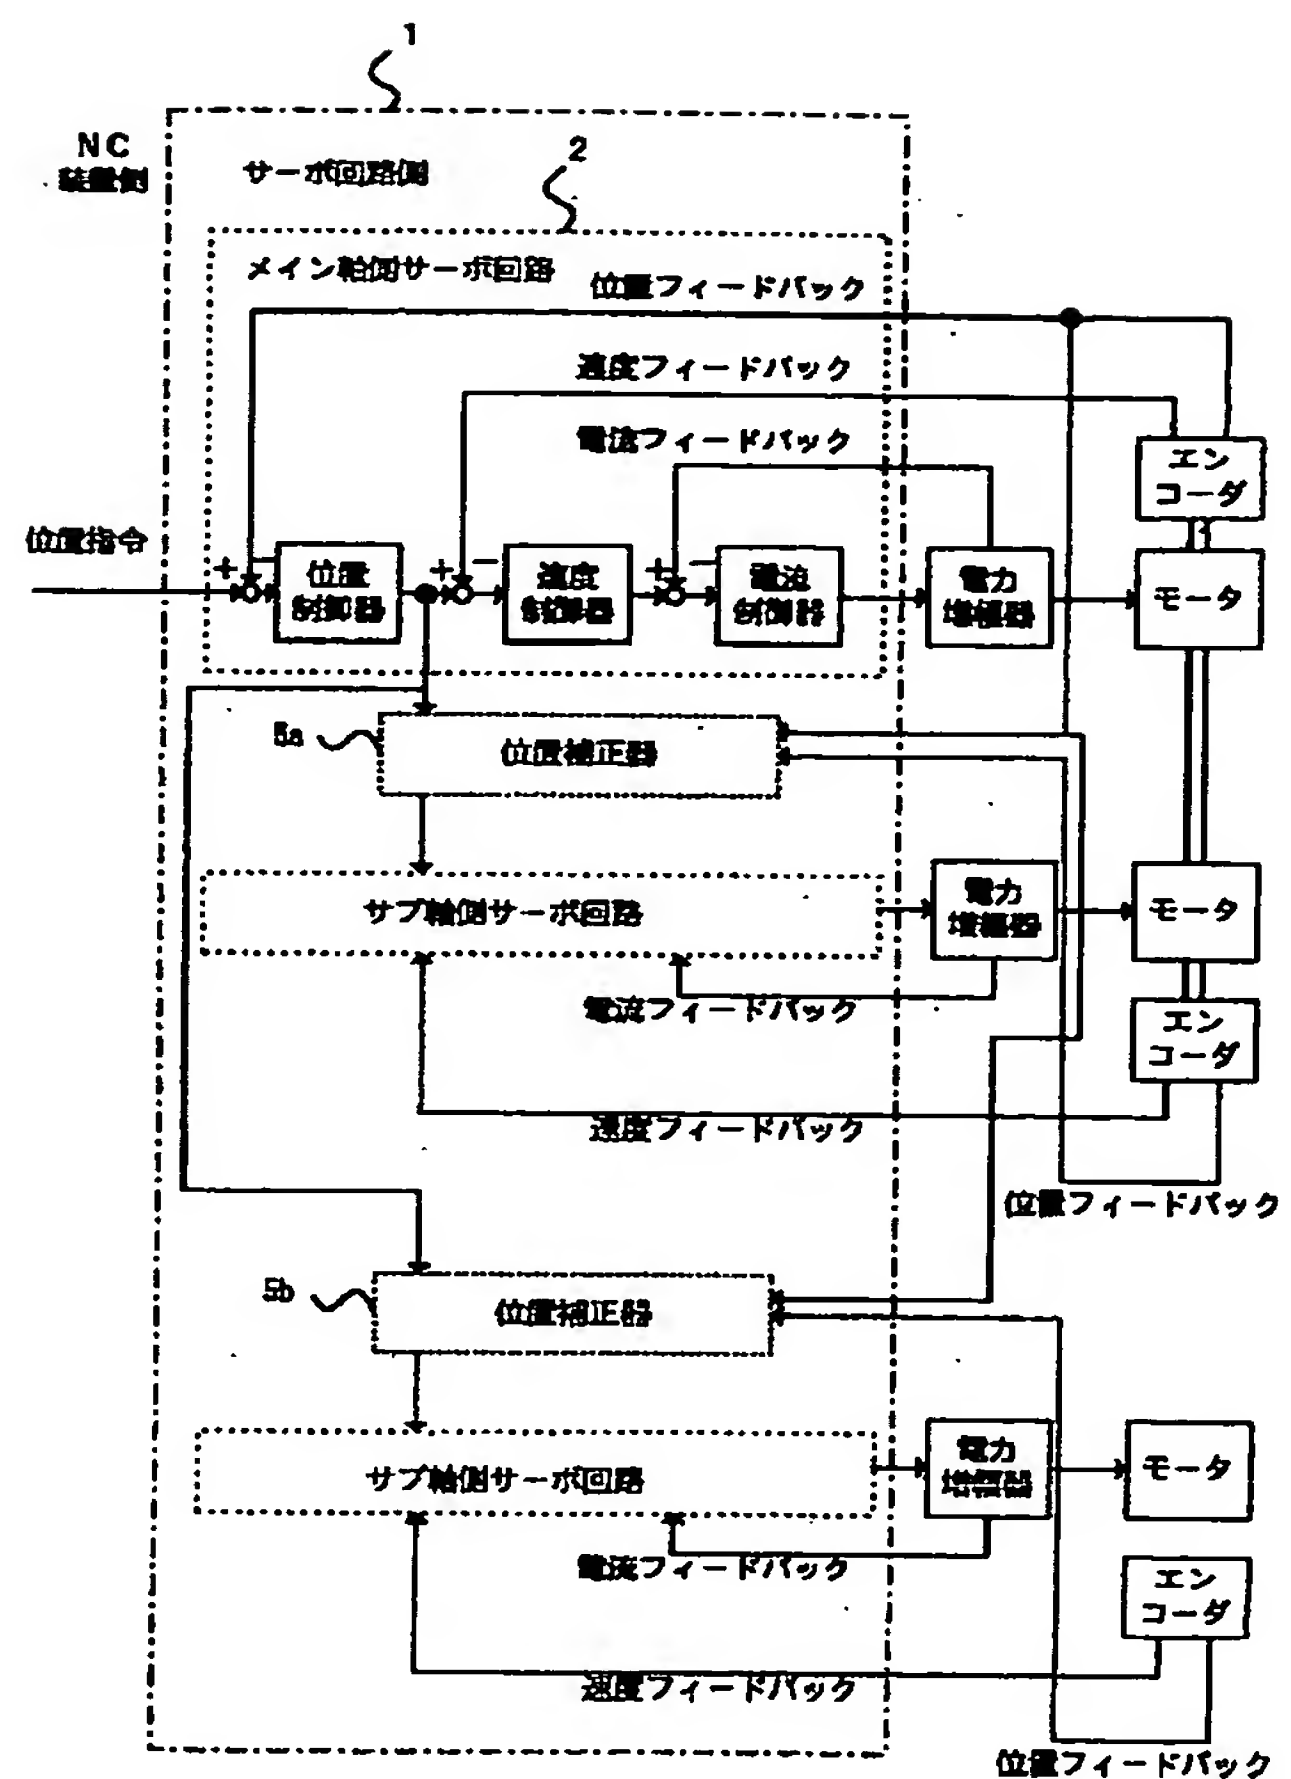 1
NC
装置側
サーボ回路側
2
メイン軸側サーボ回路
位置フィードバック
速度フィードバック
電流フィードバック
エン
コーダ
位置指令
+
−
位置
制御器
+
−
速度
制御器
+
−
電流
制御器
電力
増幅器
モータ
5a
位置補正器
サブ軸側サーボ回路
電力
増幅器
モータ
電流フィードバック
エン
コーダ
速度フィードバック
位置フィードバック
5b
位置補正器
サブ軸側サーボ回路
電力
増幅器
モータ
電流フィードバック
エン
コーダ
速度フィードバック
位置フィードバック